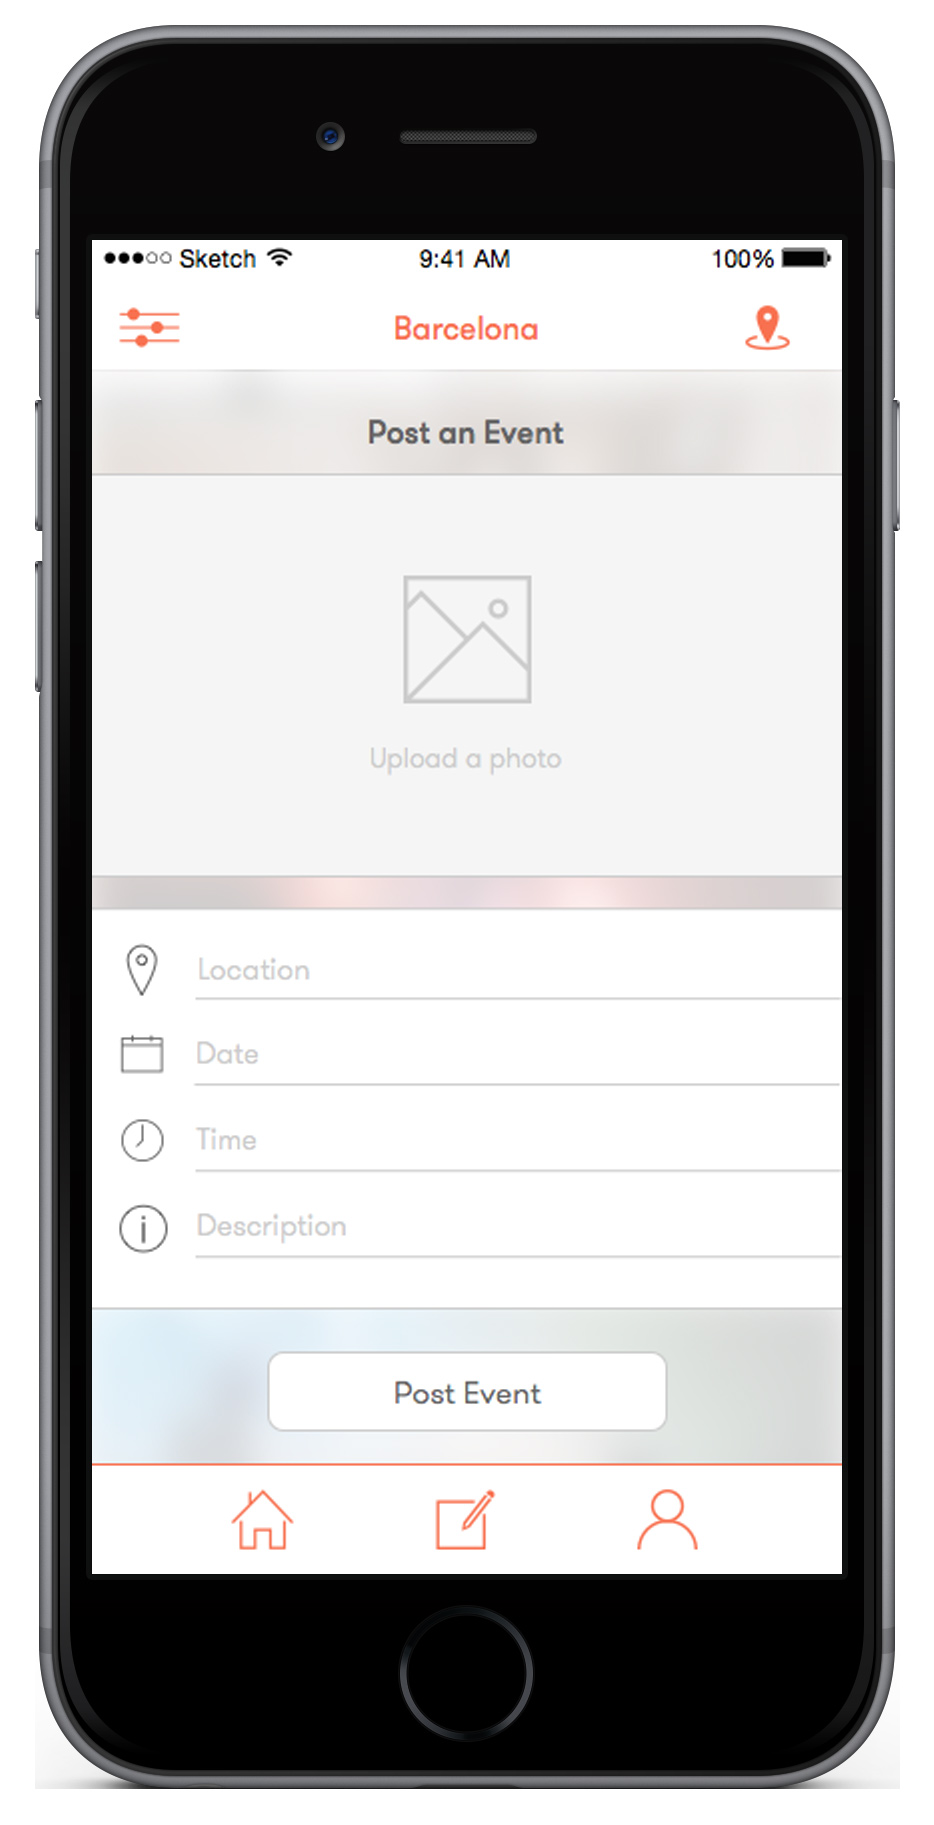 ●●●○○ Sketch 9:41 AM 100%
Barcelona
Post an Event
Upload a photo
Location
Date
Time
Description
Post Event